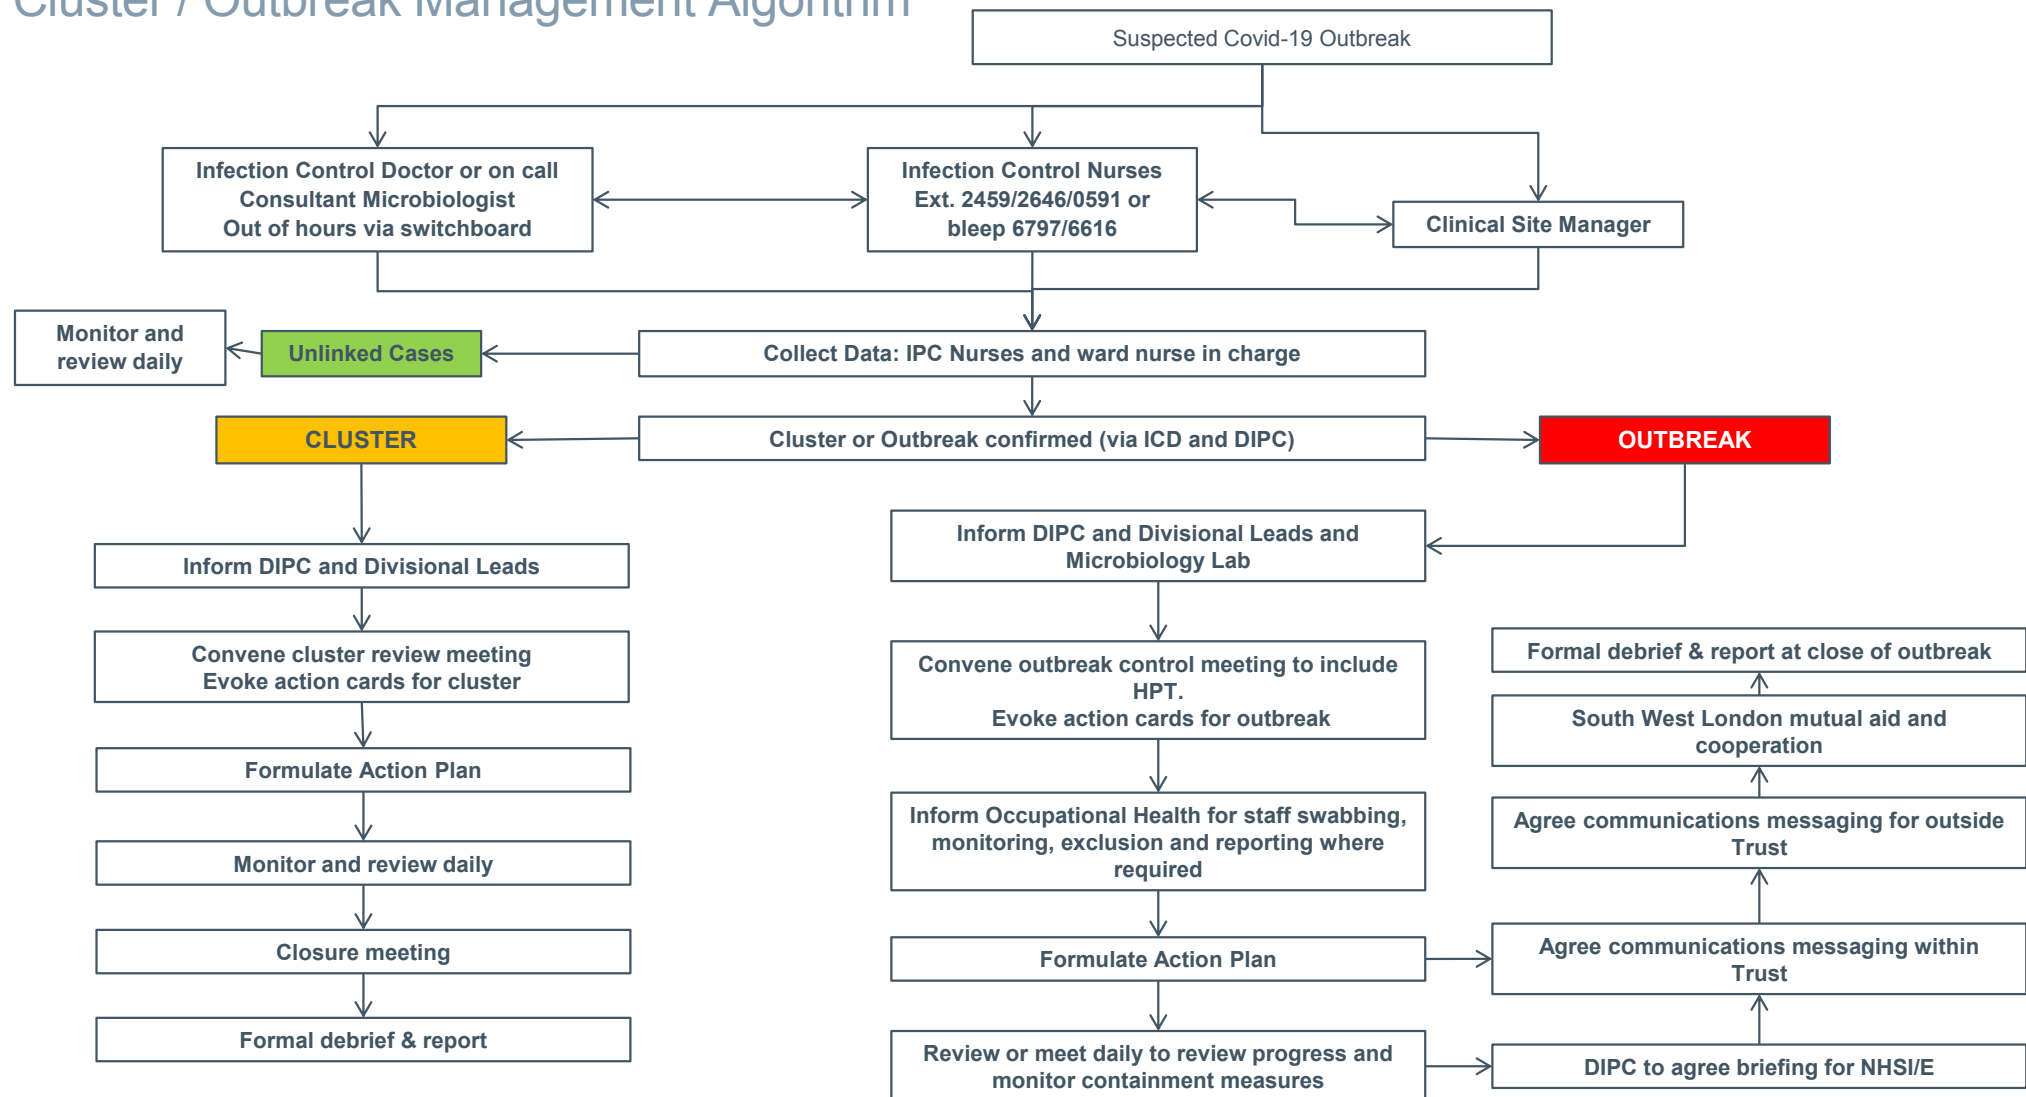 Cluster / Outbreak Management Algorithm
Suspected Covid-19 Outbreak
Infection Control Doctor or on call
Consultant Microbiologist
Out of hours via switchboard
Infection Control Nurses
Ext. 2459/2646/0591 or
bleep 6797/6616
Clinical Site Manager
Monitor and
review daily
Unlinked Cases
Collect Data: IPC Nurses and ward nurse in charge
CLUSTER
Cluster or Outbreak confirmed (via ICD and DIPC)
OUTBREAK
Inform DIPC and Divisional Leads
Convene cluster review meeting
Evoke action cards for cluster
Formulate Action Plan
Monitor and review daily
Closure meeting
Formal debrief & report
Inform DIPC and Divisional Leads and
Microbiology Lab
Convene outbreak control meeting to include
HPT.
Evoke action cards for outbreak
Inform Occupational Health for staff swabbing,
monitoring, exclusion and reporting where
required
Formulate Action Plan
Review or meet daily to review progress and
monitor containment measures
Formal debrief & report at close of outbreak
South West London mutual aid and
cooperation
Agree communications messaging for outside
Trust
Agree communications messaging within
Trust
DIPC to agree briefing for NHSI/E